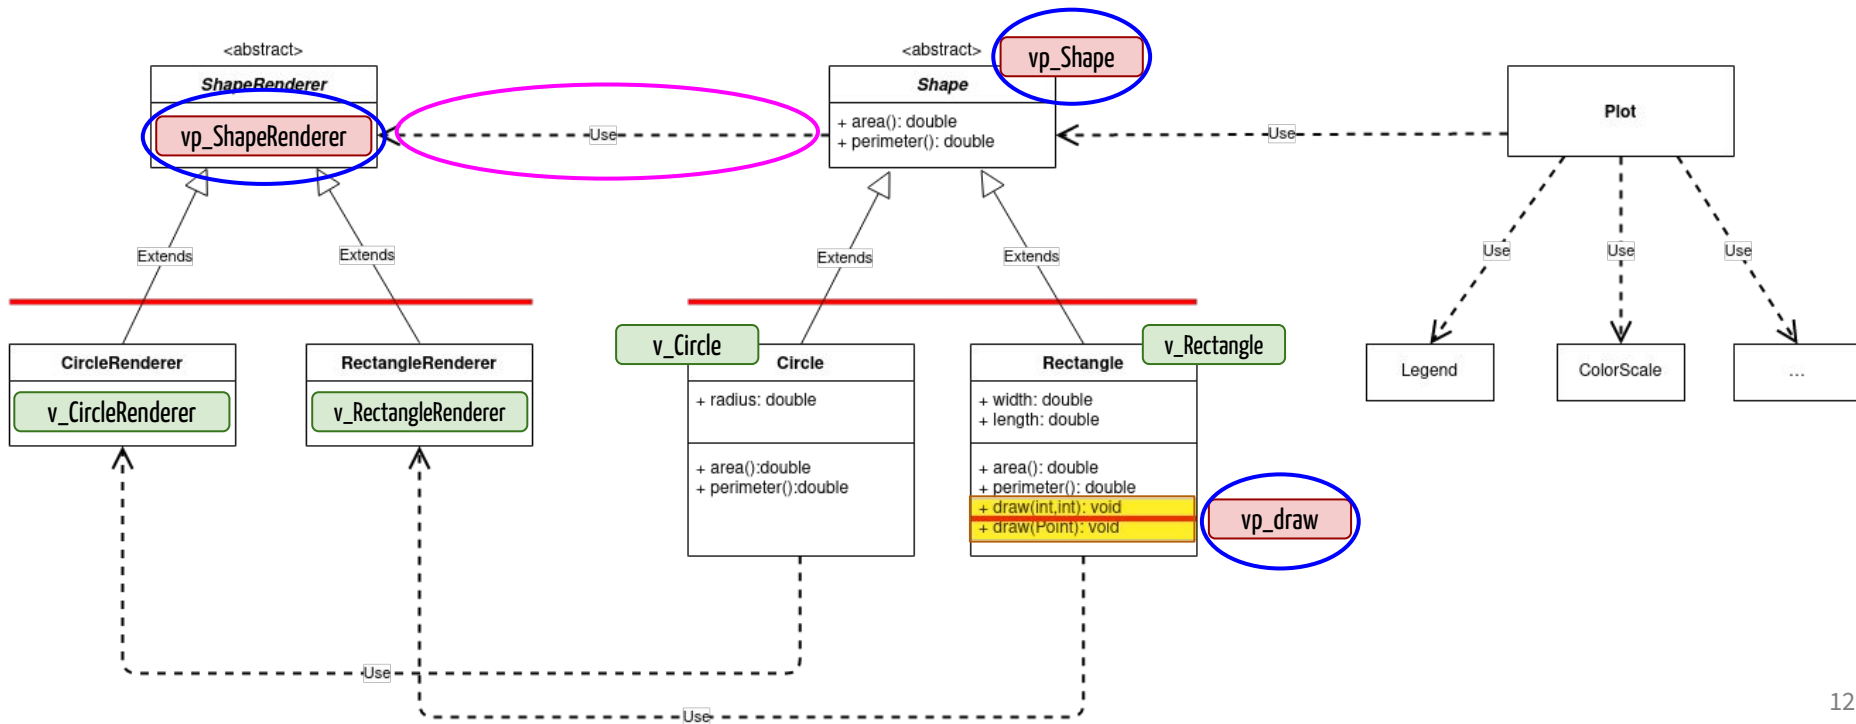 <abstract>
ShapeRenderer
vp_ShapeRenderer
Use
<abstract>
vp_Shape
Shape
+ area(): double
+ perimeter(): double
Use
Plot
Extends
Extends
Extends
Extends
Use
Use
Use
CircleRenderer
v_CircleRenderer
RectangleRenderer
v_RectangleRenderer
v_Circle
Circle
+ radius: double
+ area():double
+ perimeter():double
v_Rectangle
Rectangle
+ width: double
+ length: double
+ area(): double
+ perimeter(): double
+ draw(int,int): void
+ draw(Point): void
vp_draw
Legend
ColorScale
...
Use
Use
12